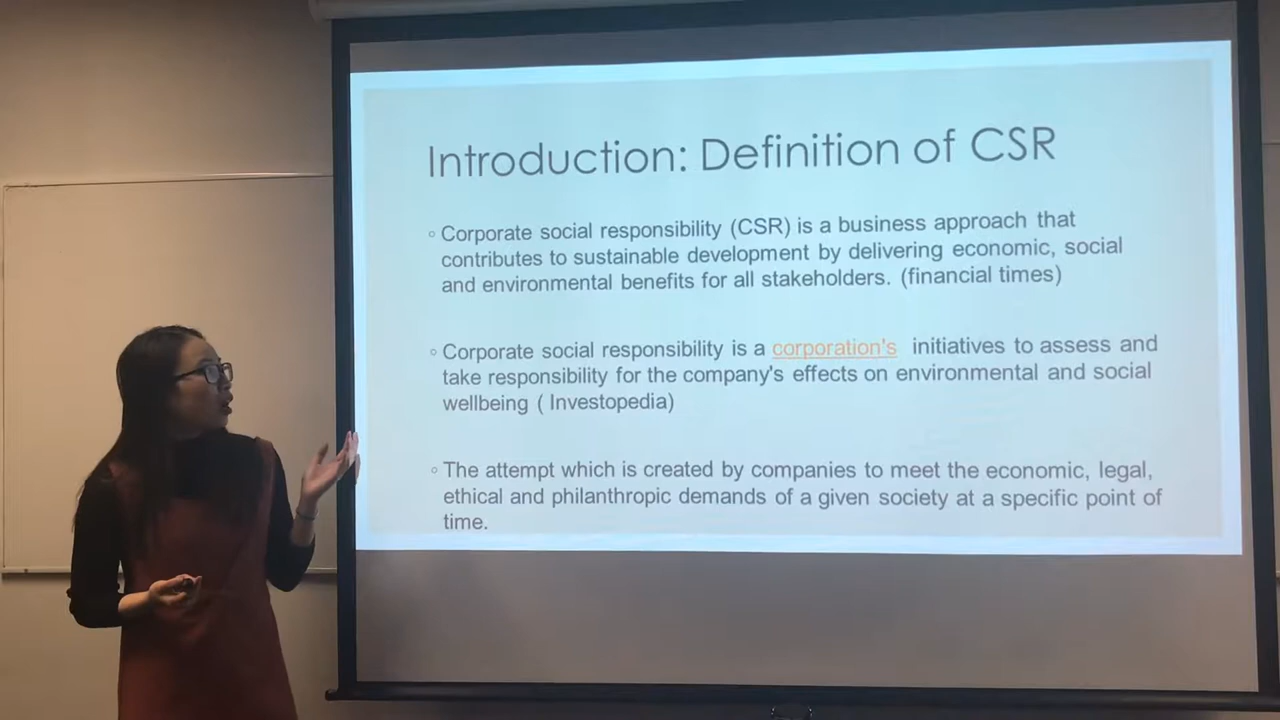 Introduction: Definition of CSR
◦ Corporate social responsibility (CSR) is a business approach that
contributes to sustainable development by delivering economic, social
and environmental benefits for all stakeholders. (financial times)
◦ Corporate social responsibility is a corporation's initiatives to assess and
take responsibility for the company's effects on environmental and social
wellbeing ( Investopedia)
◦ The attempt which is created by companies to meet the economic, legal,
ethical and philanthropic demands of a given society at a specific point of
time.